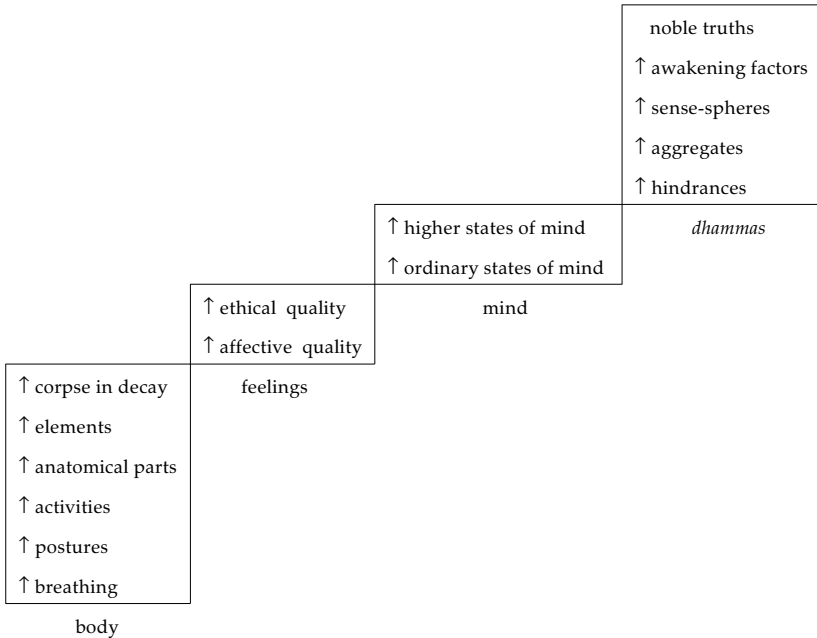 noble truths
↑ awakening factors
↑ sense-spheres
↑ aggregates
↑ hindrances
↑ higher states of mind
dhammas
↑ ordinary states of mind
↑ ethical quality
mind
↑ affective quality
↑ corpse in decay
feelings
↑ elements
↑ anatomical parts
↑ activities
↑ postures
↑ breathing
body